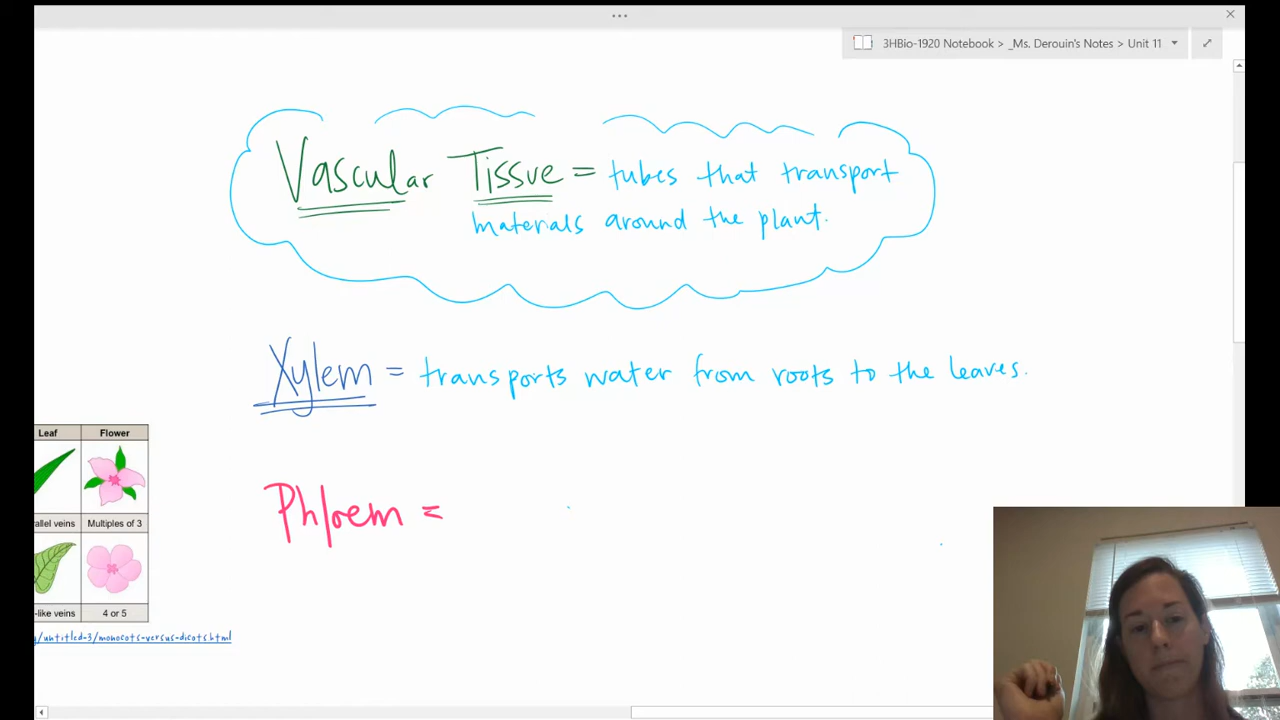 3HBio-1920 Notebook > _Ms. Derouin's Notes > Unit 11
Vascular Tissue = tubes that transport
materials around the plant.
Xylem = transports water from roots to the leaves.
Leaf Flower
allel veins Multiples of 3
Phloem =
-like veins 4 or 5
y/untitled-3/monocots-versus-dicots.html